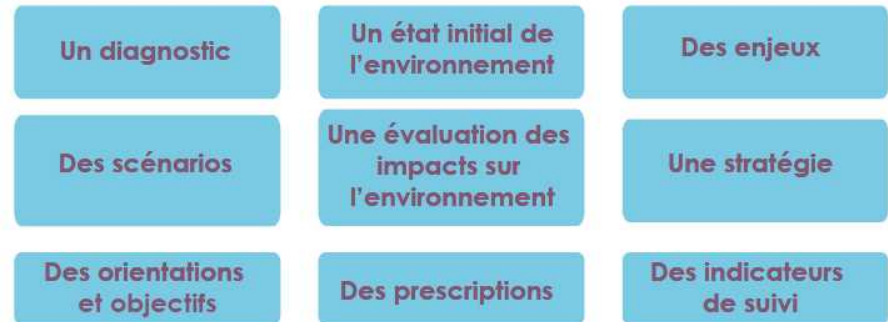 Un diagnostic
Un état initial de
l'environnement
Des enjeux
Des scénarios
Une évaluation des
impacts sur
l'environnement
Une stratégie
Des orientations
et objectifs
Des prescriptions
Des indicateurs
de suivi